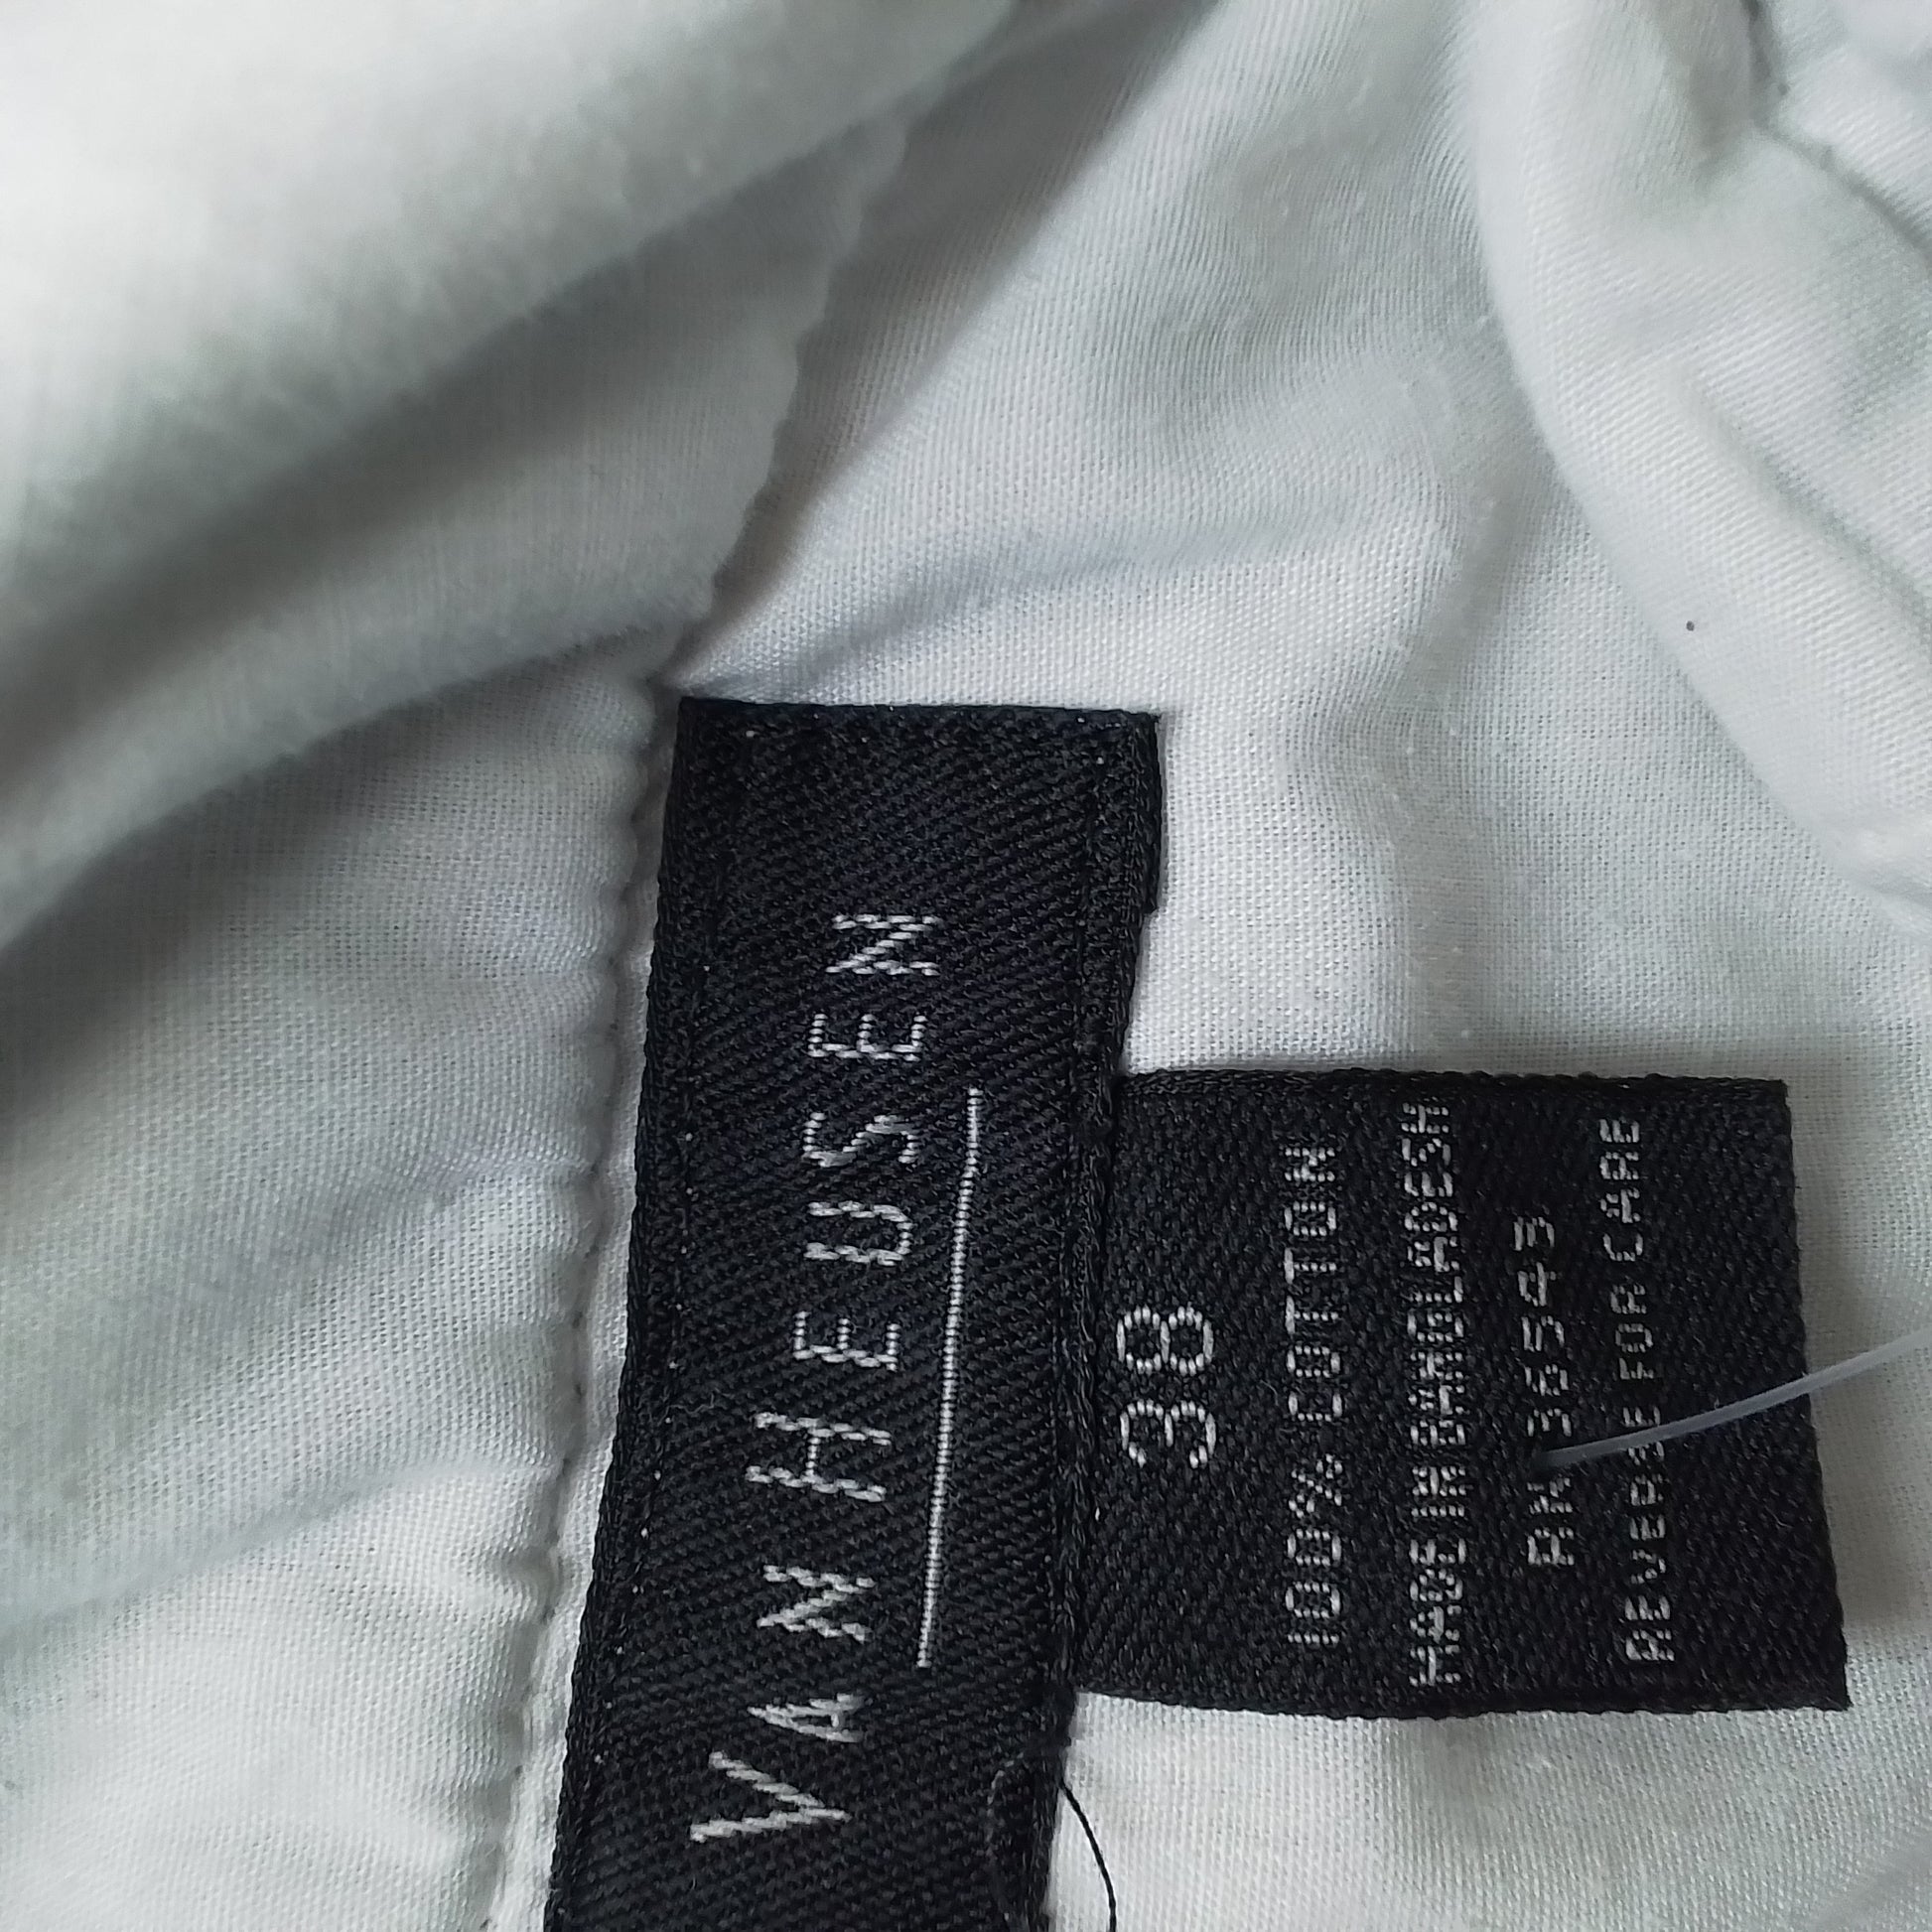 VAN HEUSEN
38
100% COTTON
MADE IN BANGLADESH
RN 36543
REVERSE FOR CARE